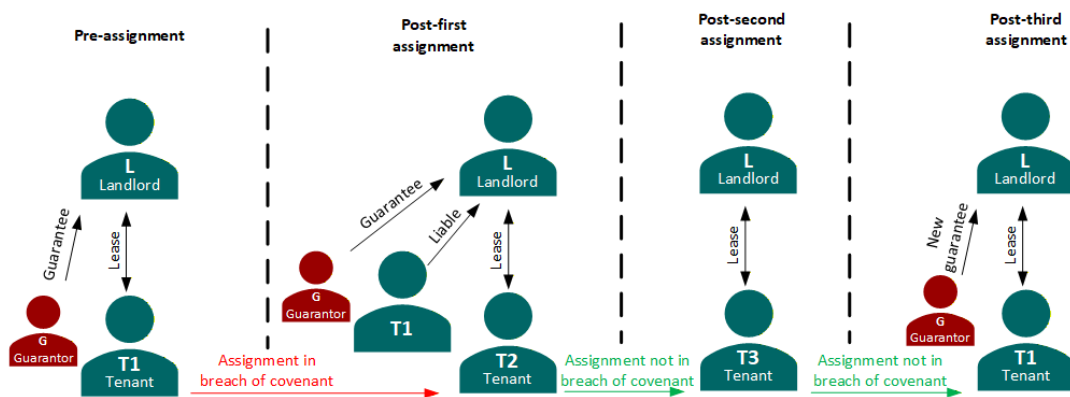 Pre-assignment
Post-first
assignment
Post-second
assignment
Post-third
assignment
L
Landlord
Guarantee
Lease
G
Guarantor
T1
Tenant
Assignment in
breach of covenant
L
Landlord
Guarantee
Liable
Lease
G
Guarantor
T1
T2
Tenant
Assignment not in
breach of covenant
L
Landlord
Lease
T3
Tenant
Assignment not in
breach of covenant
L
Landlord
New
guarantee
Lease
G
Guarantor
T1
Tenant